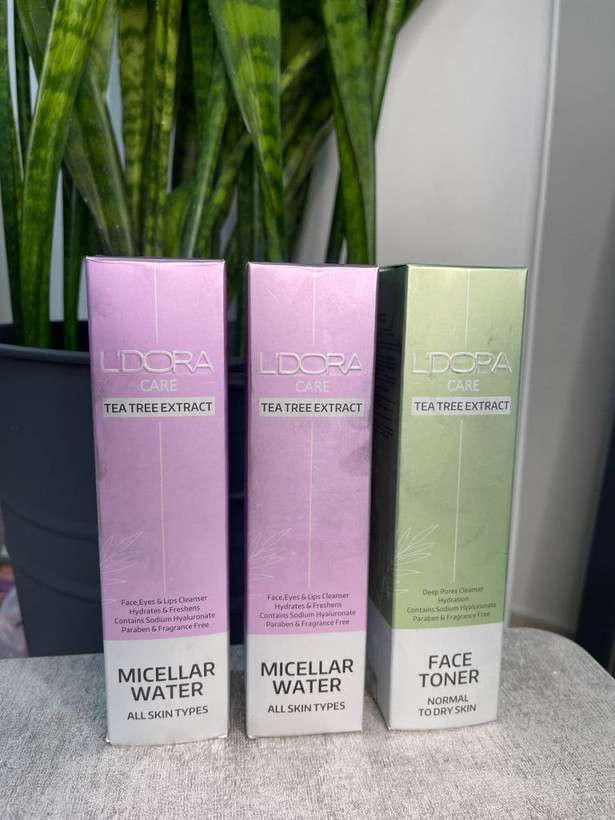 L'DORA
CARE
TEA TREE EXTRACT
Face,Eyes & Lips Cleanser
Hydrates & Freshens
Contains Sodium Hyaluronate
Paraben & Fragrance Free
MICELLAR
WATER
ALL SKIN TYPES
L'DORA
CARE
TEA TREE EXTRACT
Face,Eyes & Lips Cleanser
Hydrates & Freshens
Contains Sodium Hyaluronate
Paraben & Fragrance Free
MICELLAR
WATER
ALL SKIN TYPES
L'DORA
CARE
TEA TREE EXTRACT
Deep Pores Cleanser
Hydration
Contains Sodium Hyaluronate
Paraben & Fragrance Free
FACE
TONER
NORMAL
TO DRY SKIN